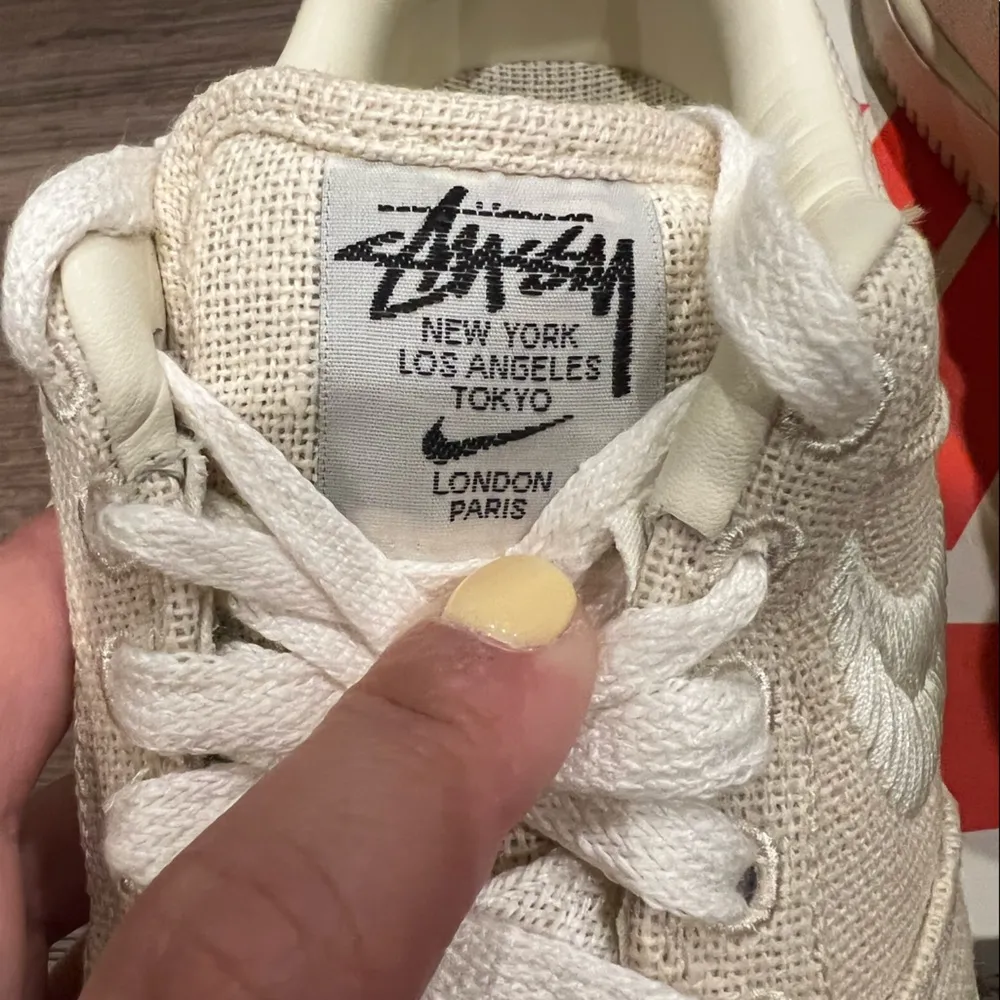 Stüssy
NEW YORK
LOS ANGELES
TOKYO
LONDON
PARIS